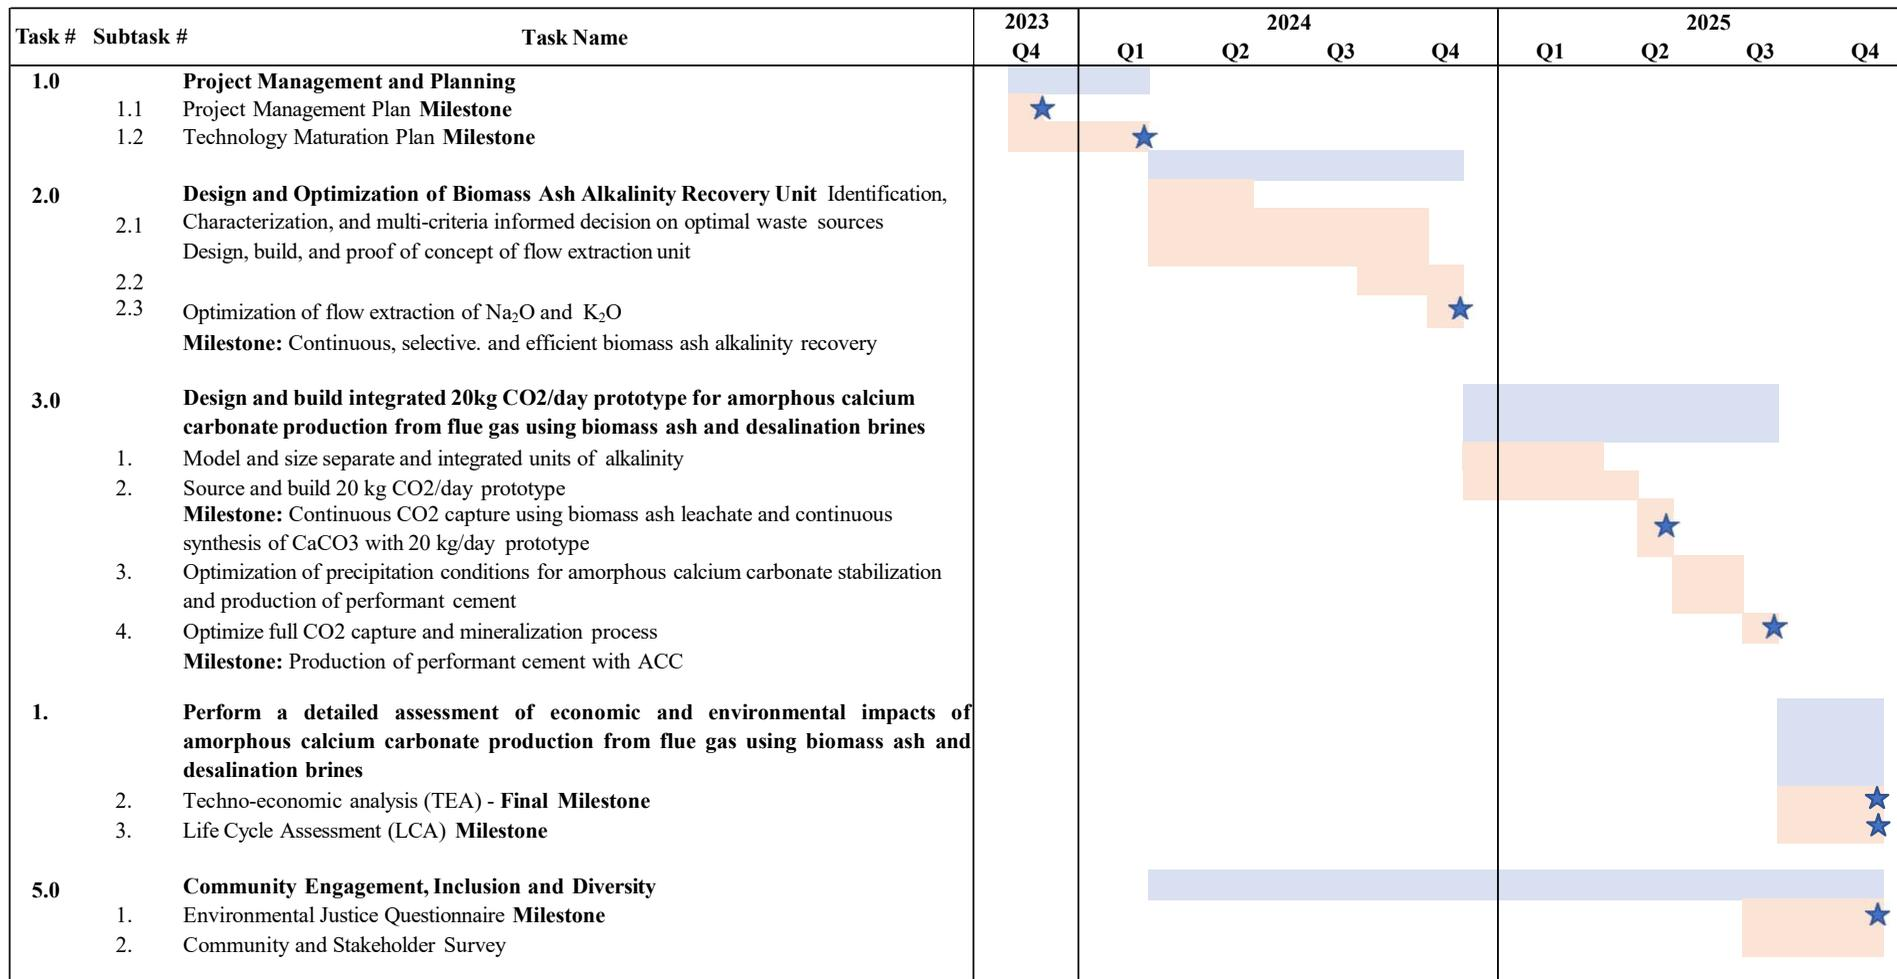 2023 2024 2025
Task # Subtask # Task Name
Q4 Q1 Q2 Q3 Q4 Q1 Q2 Q3 Q4
1.0 Project Management and Planning
1.1 Project Management Plan Milestone
1.2 Technology Maturation Plan Milestone
2.0 Design and Optimization of Biomass Ash Alkalinity Recovery Unit Identification,
2.1 Characterization, and multi-criteria informed decision on optimal waste sources
Design, build, and proof of concept of flow extraction unit
2.2
2.3 Optimization of flow extraction of Na₂O and K₂O
Milestone: Continuous, selective. and efficient biomass ash alkalinity recovery
3.0 Design and build integrated 20kg CO2/day prototype for amorphous calcium
carbonate production from flue gas using biomass ash and desalination brines
1. Model and size separate and integrated units of alkalinity
2. Source and build 20 kg CO2/day prototype
Milestone: Continuous CO2 capture using biomass ash leachate and continuous
synthesis of CaCO3 with 20 kg/day prototype
3. Optimization of precipitation conditions for amorphous calcium carbonate stabilization
and production of performant cement
4. Optimize full CO2 capture and mineralization process
Milestone: Production of performant cement with ACC
1. Perform a detailed assessment of economic and environmental impacts of
amorphous calcium carbonate production from flue gas using biomass ash and
desalination brines
2. Techno-economic analysis (TEA) - Final Milestone
3. Life Cycle Assessment (LCA) Milestone
5.0 Community Engagement, Inclusion and Diversity
1. Environmental Justice Questionnaire Milestone
2. Community and Stakeholder Survey